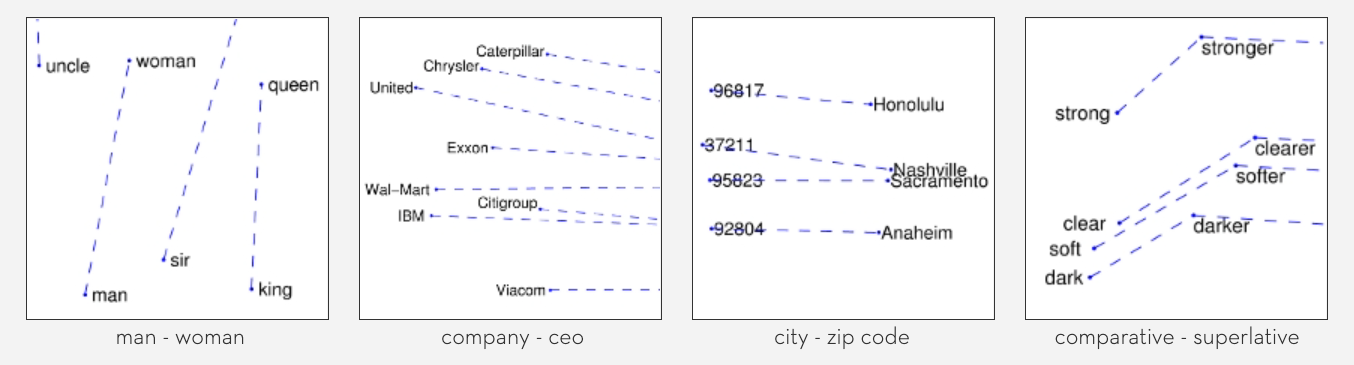 uncle
woman
queen
sir
man
king
man - woman
Caterpillar
Chrysler
United
Exxon
Wal-Mart
Citigroup
IBM
Viacom
company - ceo
96817
Honolulu
37211
Nashville
95823
Sacramento
92804
Anaheim
city - zip code
stronger
strong
clearer
softer
clear
darker
soft
dark
comparative - superlative